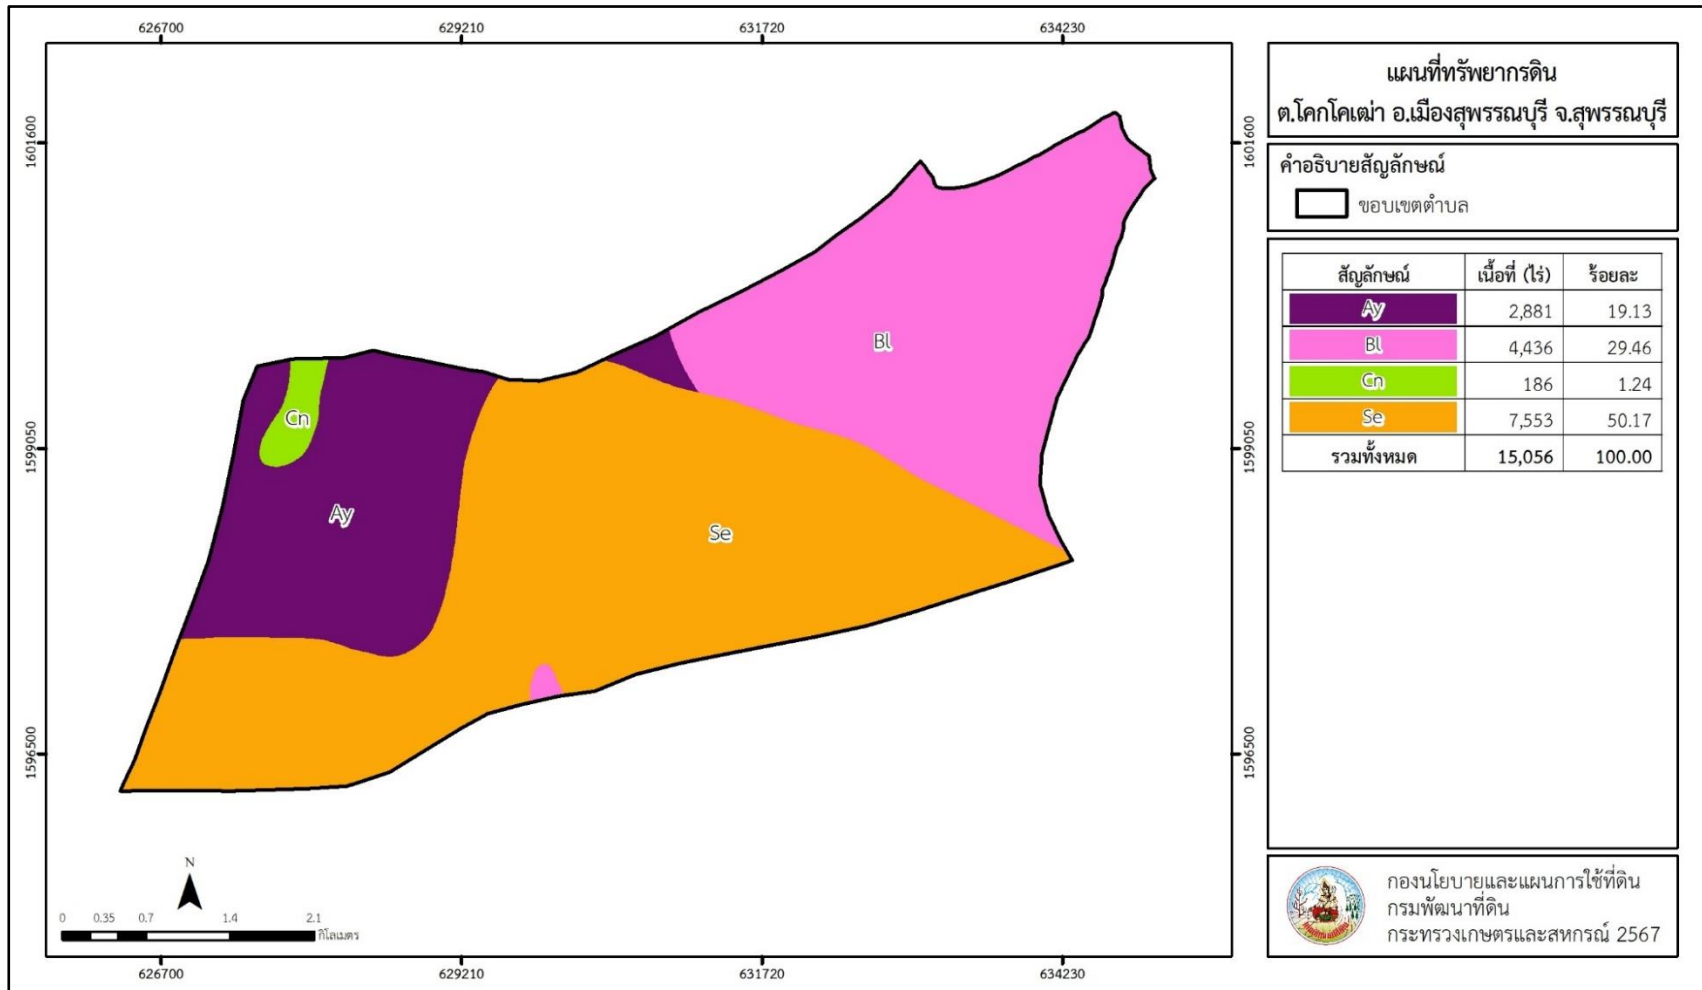 626700 629210 631720 634230
แผนที่ทรัพยากรดิน
ต.โคกโคเฒ่า อ.เมืองสุพรรณบุรี จ.สุพรรณบุรี
คำอธิบายสัญลักษณ์
ขอบเขตตำบล
สัญลักษณ์ เนื้อที่ (ไร่) ร้อยละ
Ay 2,881 19.13
Bl 4,436 29.46
Cn 186 1.24
Se 7,553 50.17
รวมทั้งหมด 15,056 100.00
1601600 1601600
Bl
Cn
1599050 1599050
Ay
Se
1596500 1596500
N
0 0.35 0.7 1.4 2.1
กิโลเมตร
626700 629210 631720 634230
กองนโยบายและแผนการใช้ที่ดิน
กรมพัฒนาที่ดิน
กระทรวงเกษตรและสหกรณ์ 2567